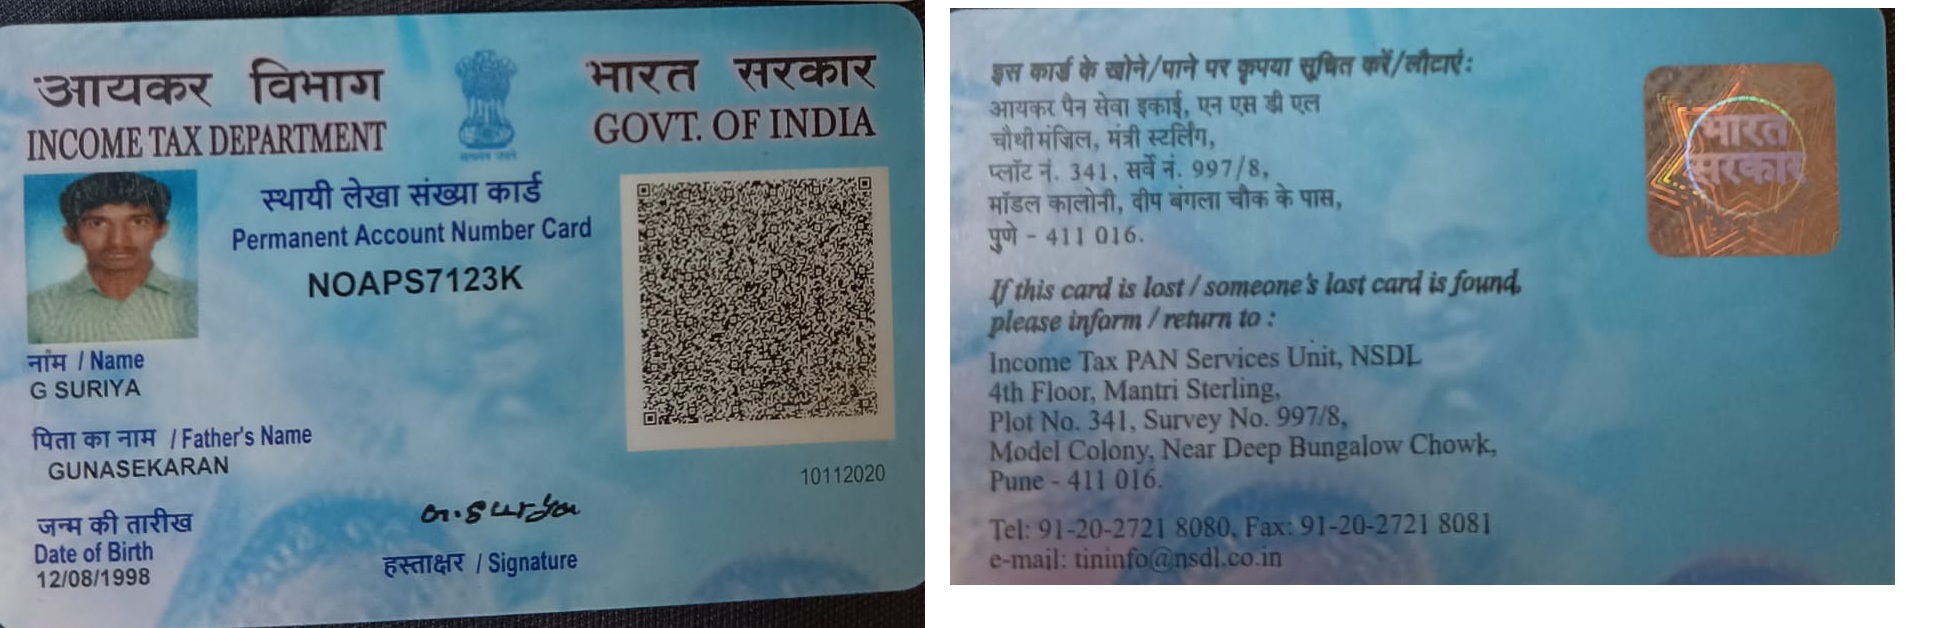 आयकर विभाग
INCOME TAX DEPARTMENT
भारत सरकार
GOVT. OF INDIA
स्थायी लेखा संख्या कार्ड
Permanent Account Number Card
NOAPS7123K
नाम / Name
G SURIYA
पिता का नाम / Father's Name
GUNASEKARAN
जन्म की तारीख
Date of Birth
12/08/1998
10112020
G. Suriya
हस्ताक्षर / Signature
इस कार्ड के खोने/पाने पर कृपया सूचित करें/लौटाएं:
आयकर पैन सेवा इकाई, एन एस डी एल
चौथी मंजिल, मंत्री स्टर्लिंग,
प्लॉट नं. 341, सर्वे नं. 997/8,
मॉडल कालोनी, दीप बंगला चौक के पास,
पुणे - 411 016.
If this card is lost / someone's lost card is found,
please inform / return to :
Income Tax PAN Services Unit, NSDL
4th Floor, Mantri Sterling,
Plot No. 341, Survey No. 997/8,
Model Colony, Near Deep Bungalow Chowk,
Pune - 411 016.
Tel: 91-20-2721 8080, Fax: 91-20-2721 8081
e-mail: tininfo@nsdl.co.in
भारत
सरकार